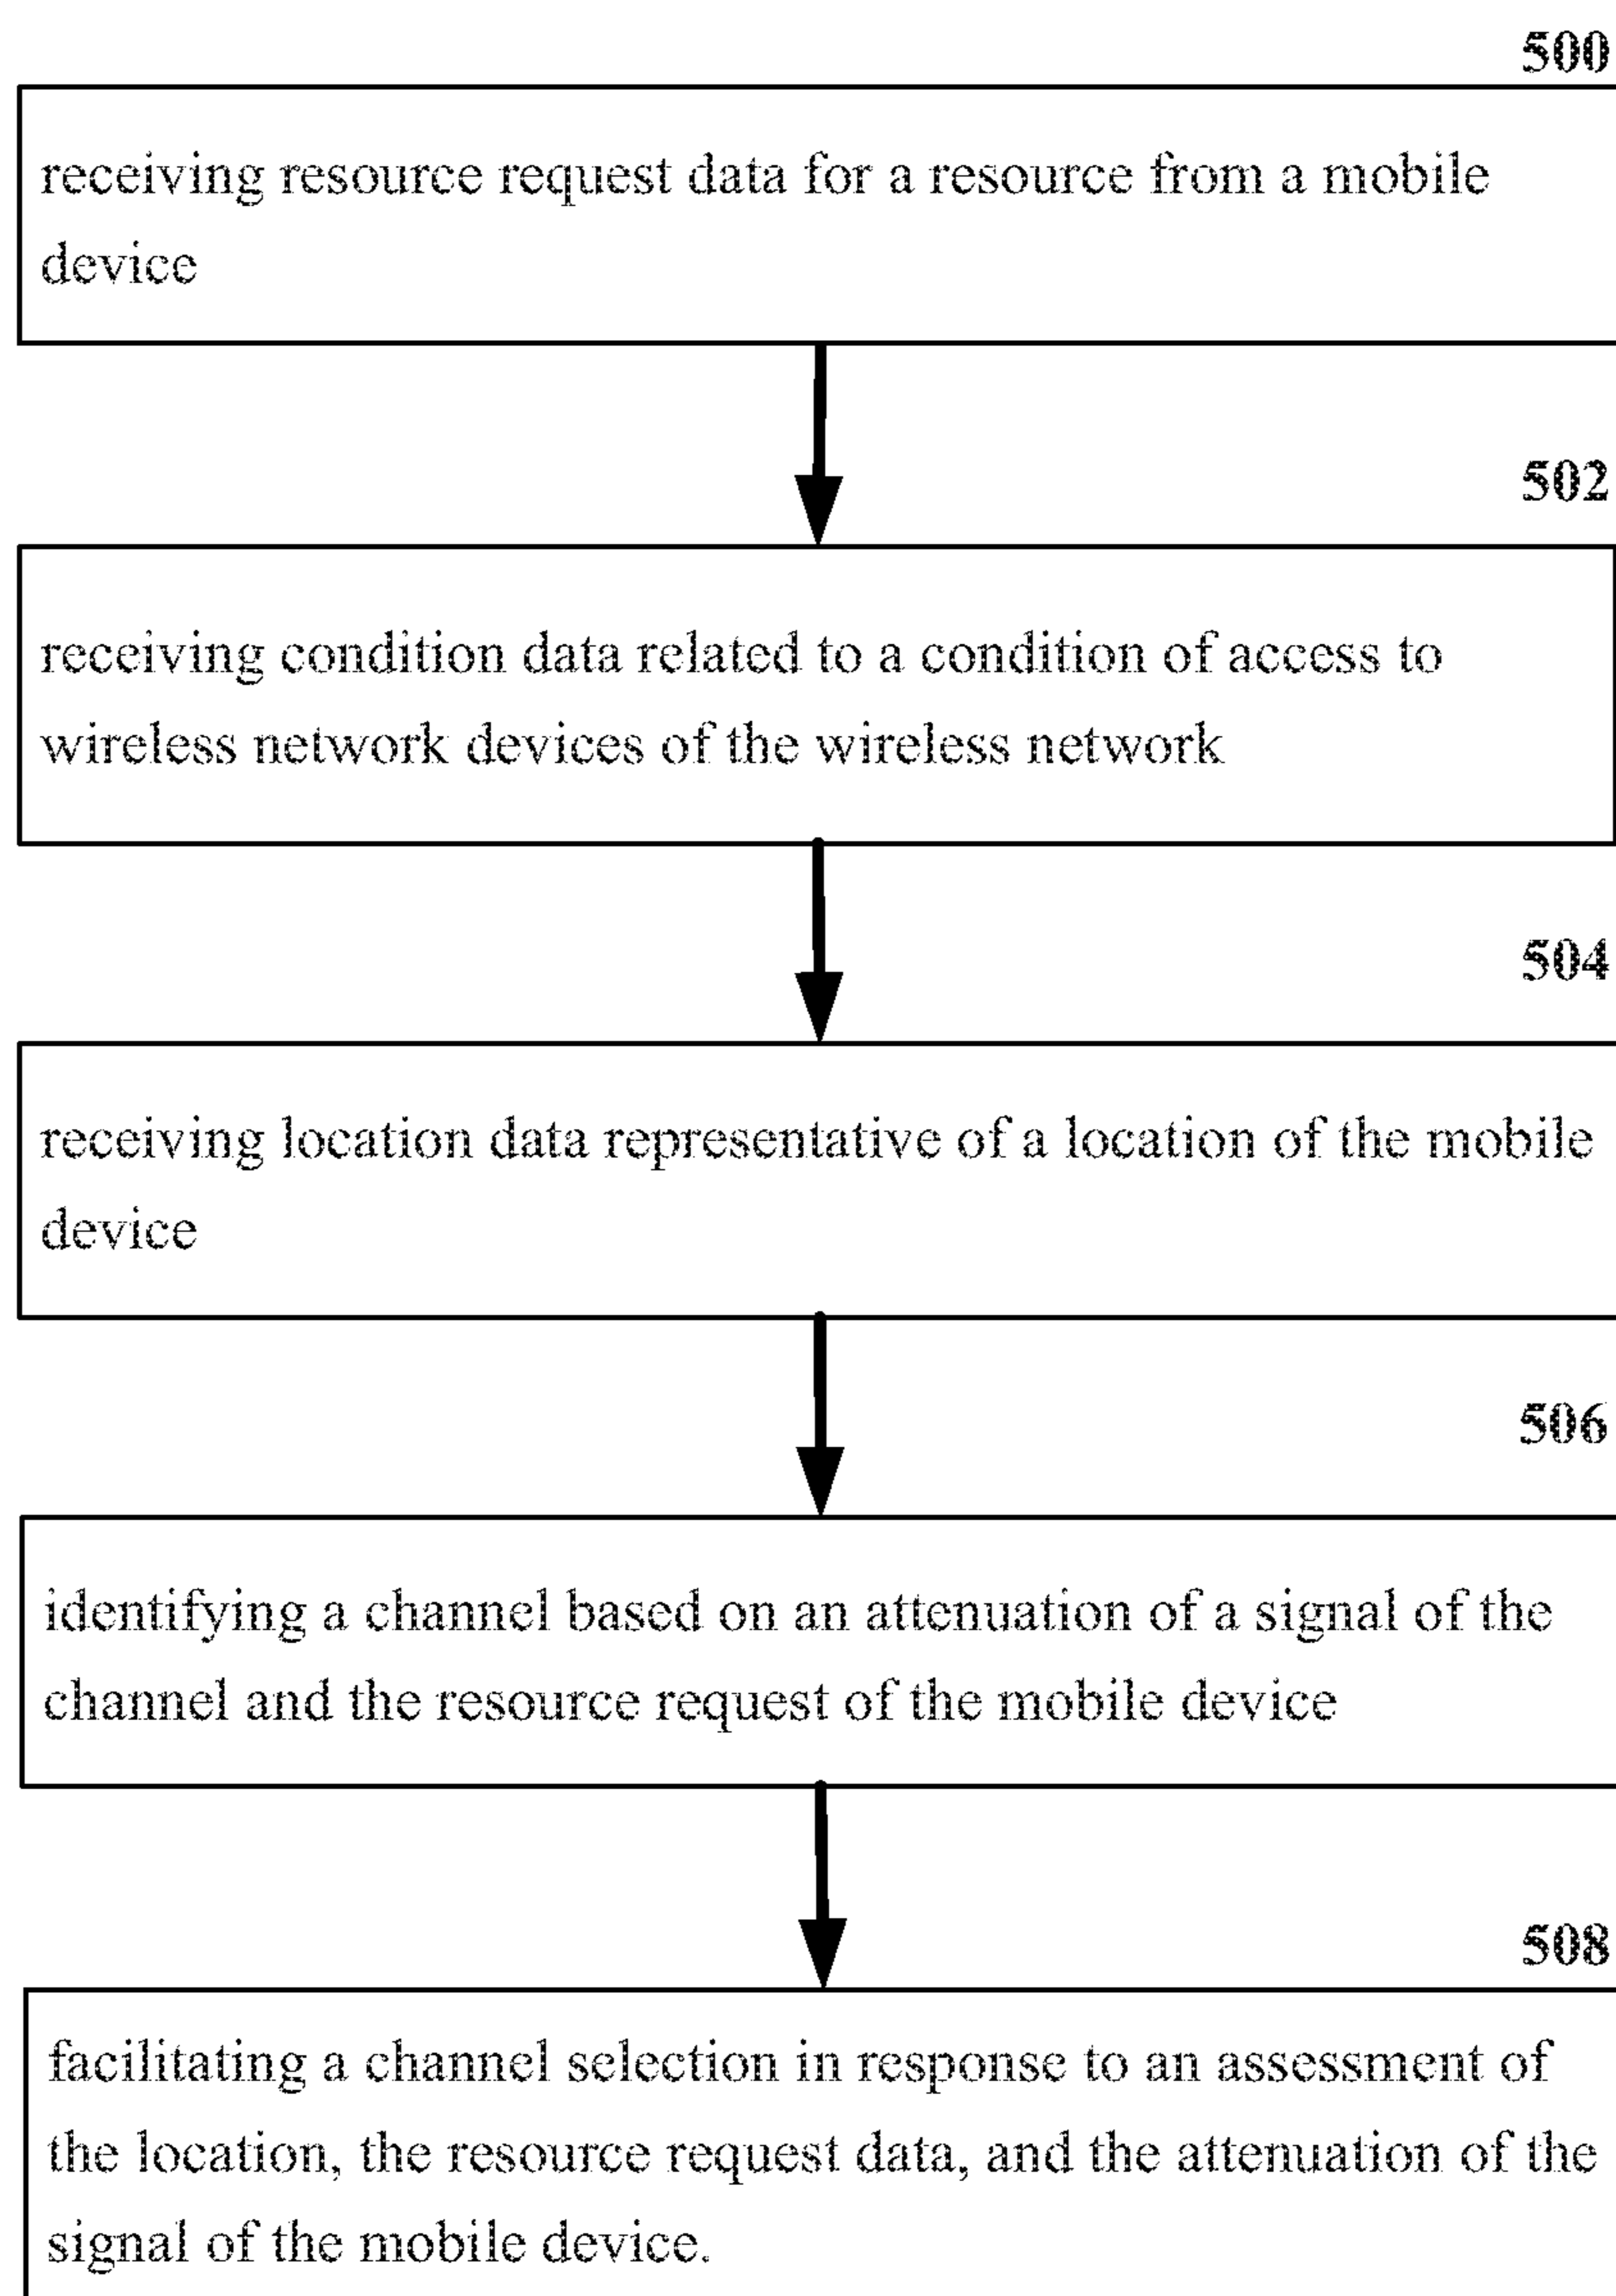 500
receiving resource request data for a resource from a mobile
device
502
receiving condition data related to a condition of access to
wireless network devices of the wireless network
504
receiving location data representative of a location of the mobile
device
506
identifying a channel based on an attenuation of a signal of the
channel and the resource request of the mobile device
508
facilitating a channel selection in response to an assessment of
the location, the resource request data, and the attenuation of the
signal of the mobile device.